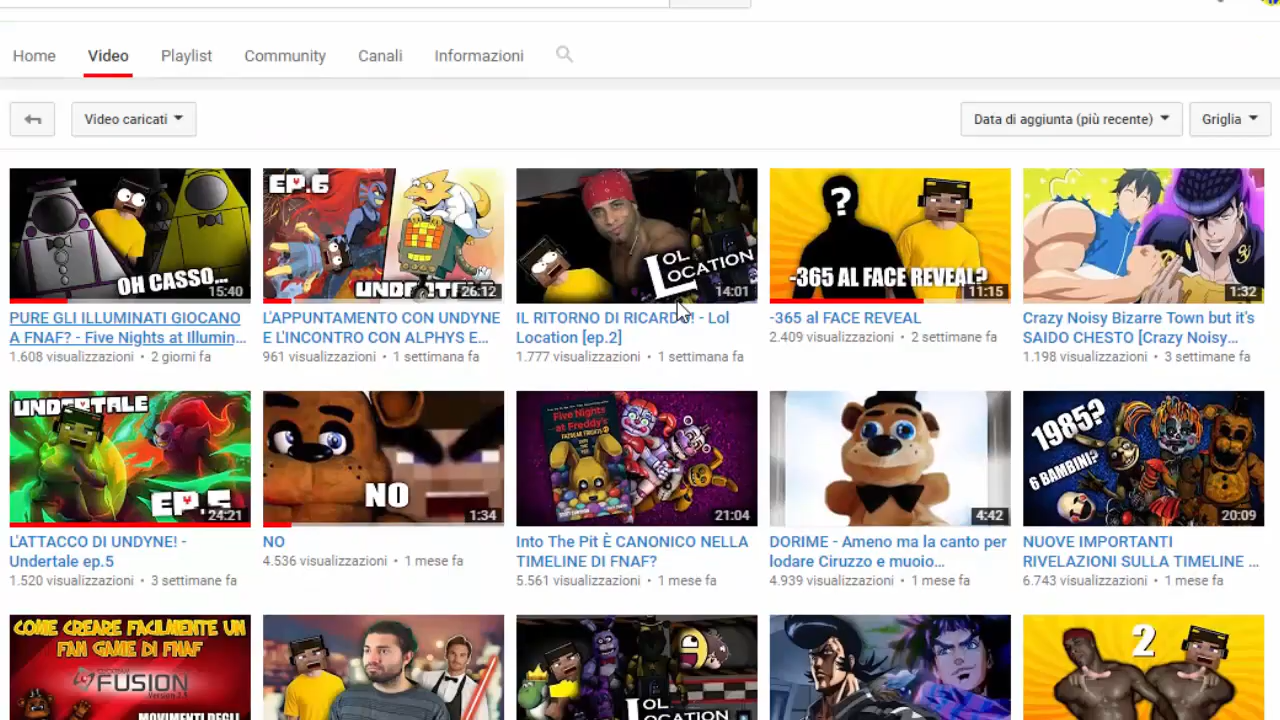 Home Video Playlist Community Canali Informazioni
Video caricati Data di aggiunta (più recente) Griglia
OH CASSO...
15:40
PURE GLI ILLUMINATI GIOCANO
A FNAF? - Five Nights at Illumin...
1.608 visualizzazioni • 2 giorni fa
EP.6
26:12
L'APPUNTAMENTO CON UNDYNE
E L'INCONTRO CON ALPHYS E...
961 visualizzazioni • 1 settimana fa
LOL
LOCATION
14:01
IL RITORNO DI RICARDO! - Lol
Location [ep.2]
1.777 visualizzazioni • 1 settimana fa
?
-365 AL FACE REVEAL?
11:15
-365 al FACE REVEAL
2.409 visualizzazioni • 2 settimane fa
1:32
Crazy Noisy Bizarre Town but it's
SAIDO CHESTO [Crazy Noisy...
1.198 visualizzazioni • 3 settimane fa
UNDERTALE
EP.5
24:21
L'ATTACCO DI UNDYNE! -
Undertale ep.5
1.520 visualizzazioni • 3 settimane fa
NO
1:34
NO
4.536 visualizzazioni • 1 mese fa
Five Nights
at Freddy's
21:04
Into The Pit È CANONICO NELLA
TIMELINE DI FNAF?
5.561 visualizzazioni • 1 mese fa
4:42
DORIME - Ameno ma la canto per
lodare Ciruzzo e muoio...
4.939 visualizzazioni • 1 mese fa
1985?
6 BAMBINI?
20:09
NUOVE IMPORTANTI
RIVELAZIONI SULLA TIMELINE ...
6.743 visualizzazioni • 1 mese fa
COME CREARE FACILMENTE UN
FAN GAME DI FNAF
FUSION
MOVIMENTI DEGLI
LOL
LOCATION
2